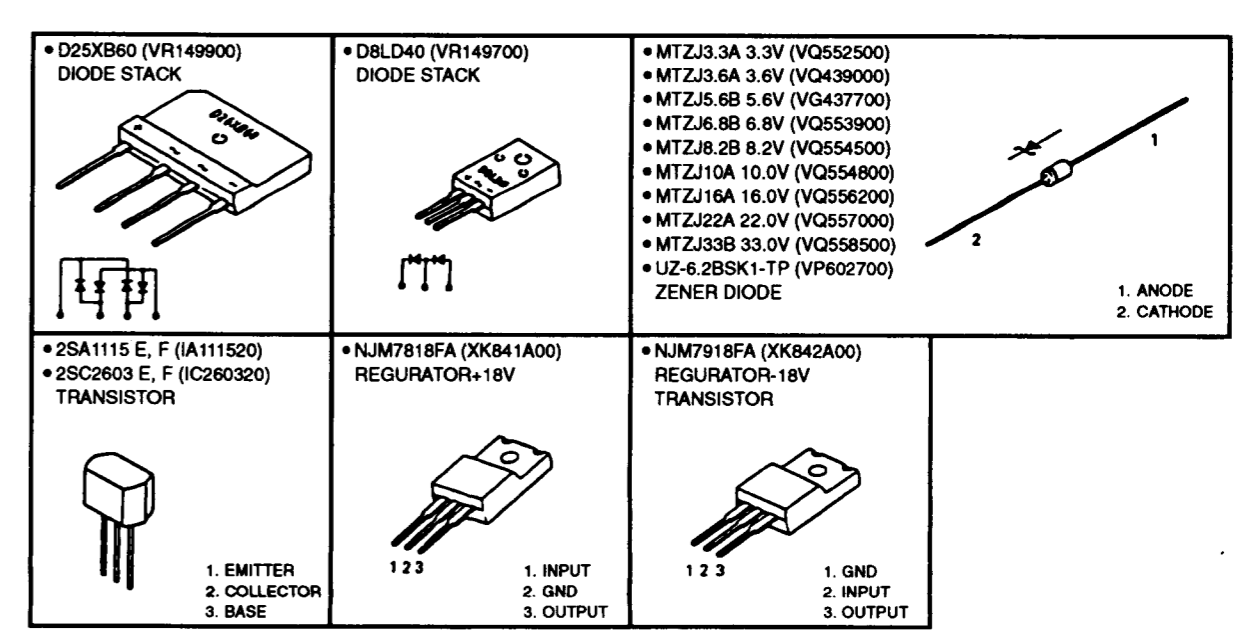 • D25XB60 (VR149900)
DIODE STACK
D25XB60
+ ~ ~ -
• D8LD40 (VR149700)
DIODE STACK
D8LD40
+ ~ -
• MTZJ3.3A 3.3V (VQ552500)
• MTZJ3.6A 3.6V (VQ439000)
• MTZJ5.6B 5.6V (VG437700)
• MTZJ6.8B 6.8V (VQ553900)
• MTZJ8.2B 8.2V (VQ554500)
• MTZJ10A 10.0V (VQ554800)
• MTZJ16A 16.0V (VQ556200)
• MTZJ22A 22.0V (VQ557000)
• MTZJ33B 33.0V (VQ558500)
• UZ-6.2BSK1-TP (VP602700)
ZENER DIODE
1
2
1. ANODE
2. CATHODE
• 2SA1115 E, F (IA111520)
• 2SC2603 E, F (IC260320)
TRANSISTOR
1. EMITTER
2. COLLECTOR
3. BASE
• NJM7818FA (XK841A00)
REGURATOR+18V
1 2 3
1. INPUT
2. GND
3. OUTPUT
• NJM7918FA (XK842A00)
REGURATOR-18V
TRANSISTOR
1 2 3
1. GND
2. INPUT
3. OUTPUT